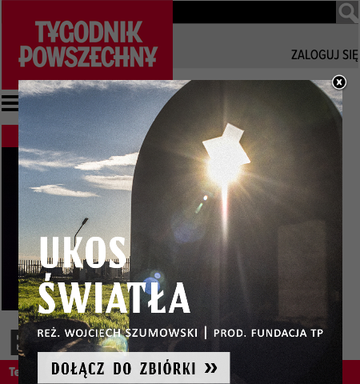 TYGODNIK
POWSZECHNY
ZALOGUJ SIĘ
UKOS
ŚWIATŁA
REŻ. WOJCIECH SZUMOWSKI | PROD. FUNDACJA TP
DOŁĄCZ DO ZBIÓRKI »